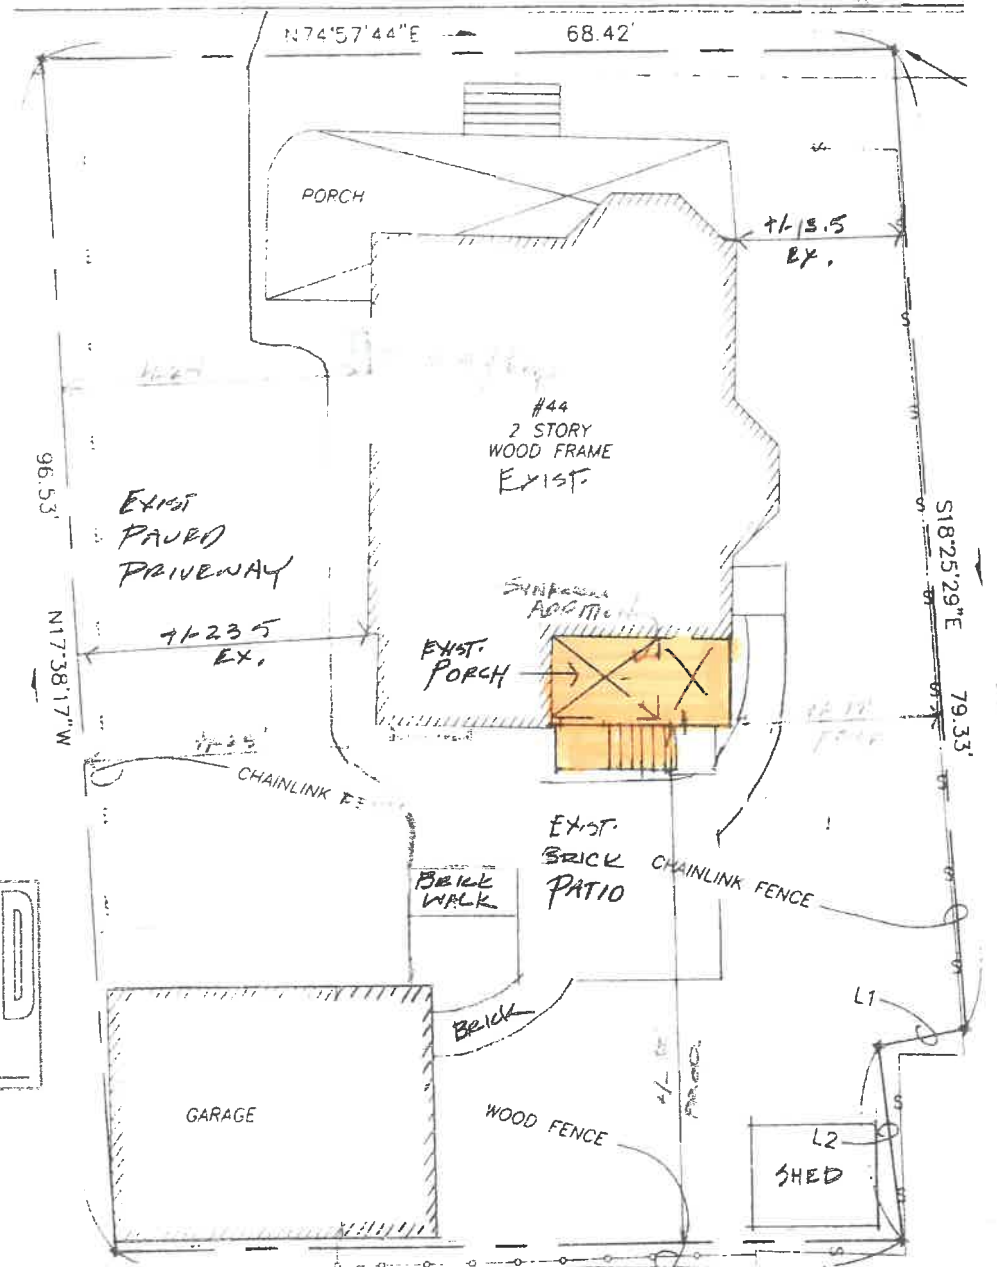 N74°57'44"E 68.42'
PORCH
+/-13.5
EX.
#44
2 STORY
WOOD FRAME
EXIST.
96.53'
N17°38'17"W
EXIST
PAVED
DRIVEWAY
+/-23.5
EX.
S18°25'29"E 79.33'
EXIST.
PORCH
CHAINLINK
EXIST.
BRICK
PATIO
CHAINLINK FENCE
BRICK
WALK
BRICK
L1
GARAGE
WOOD FENCE
L2
SHED
S
S
S
S
S
S
S
S
S
S